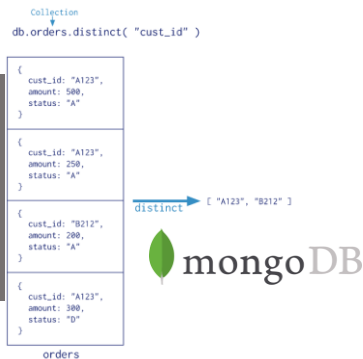 Collection
db.orders.distinct( "cust_id" )
{
cust_id: "A123",
amount: 500,
status: "A"
}
{
cust_id: "A123",
amount: 250,
status: "A"
}
{
cust_id: "B212",
amount: 200,
status: "A"
}
{
cust_id: "A123",
amount: 300,
status: "D"
}
orders
distinct
[ "A123", "B212" ]
mongoDB